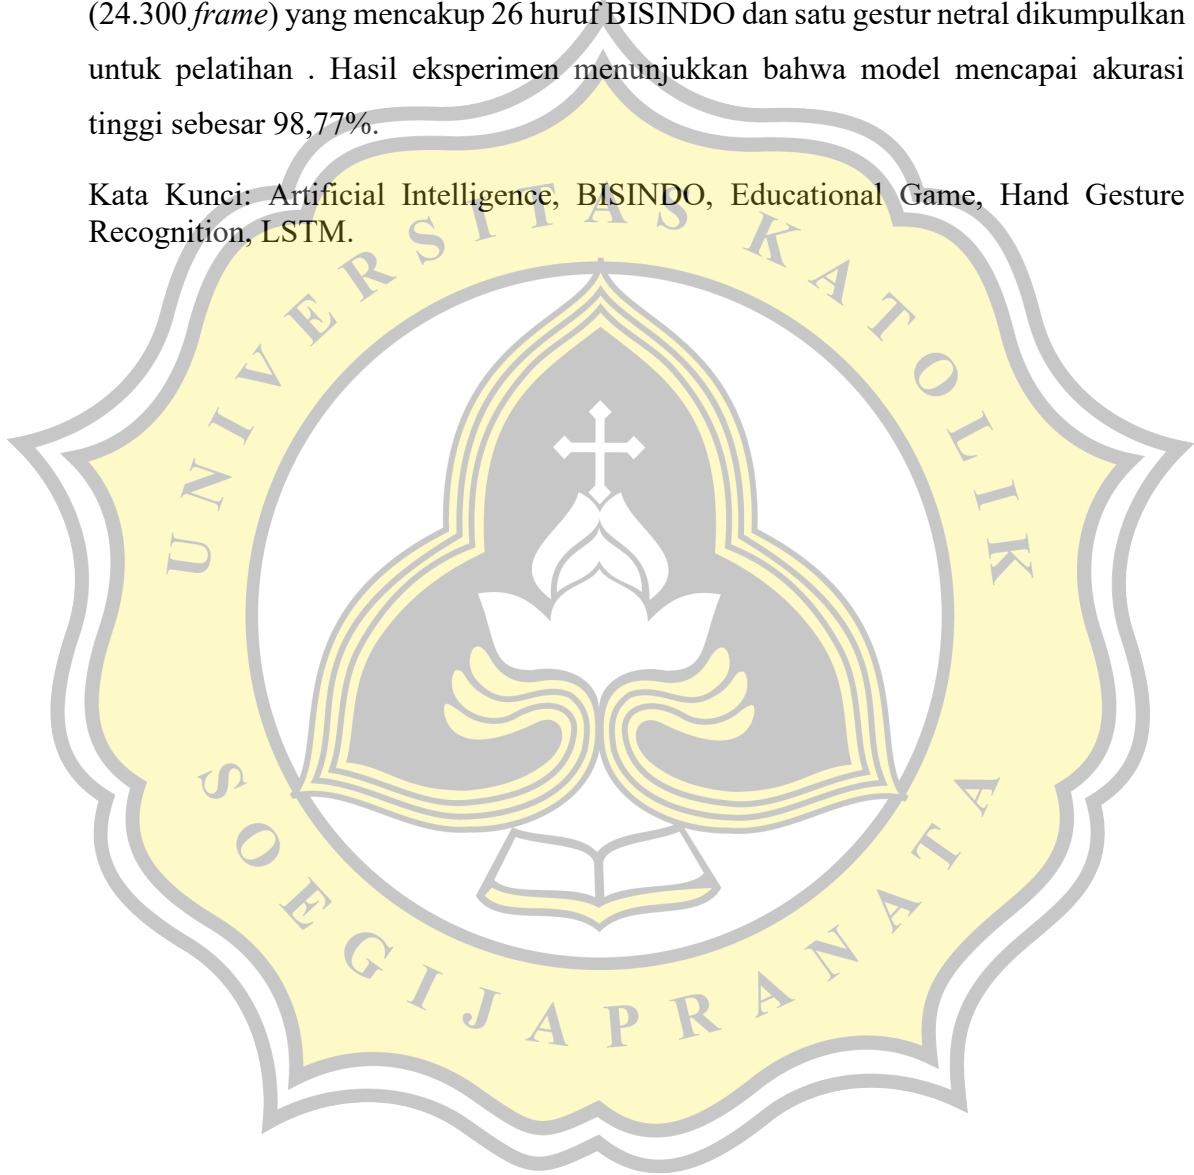 (24.300 frame) yang mencakup 26 huruf BISINDO dan satu gestur netral dikumpulkan
untuk pelatihan . Hasil eksperimen menunjukkan bahwa model mencapai akurasi
tinggi sebesar 98,77%.
Kata Kunci: Artificial Intelligence, BISINDO, Educational Game, Hand Gesture
Recognition, LSTM.
UNIVERSITAS KATOLIK
SOEGIJAPRANATA